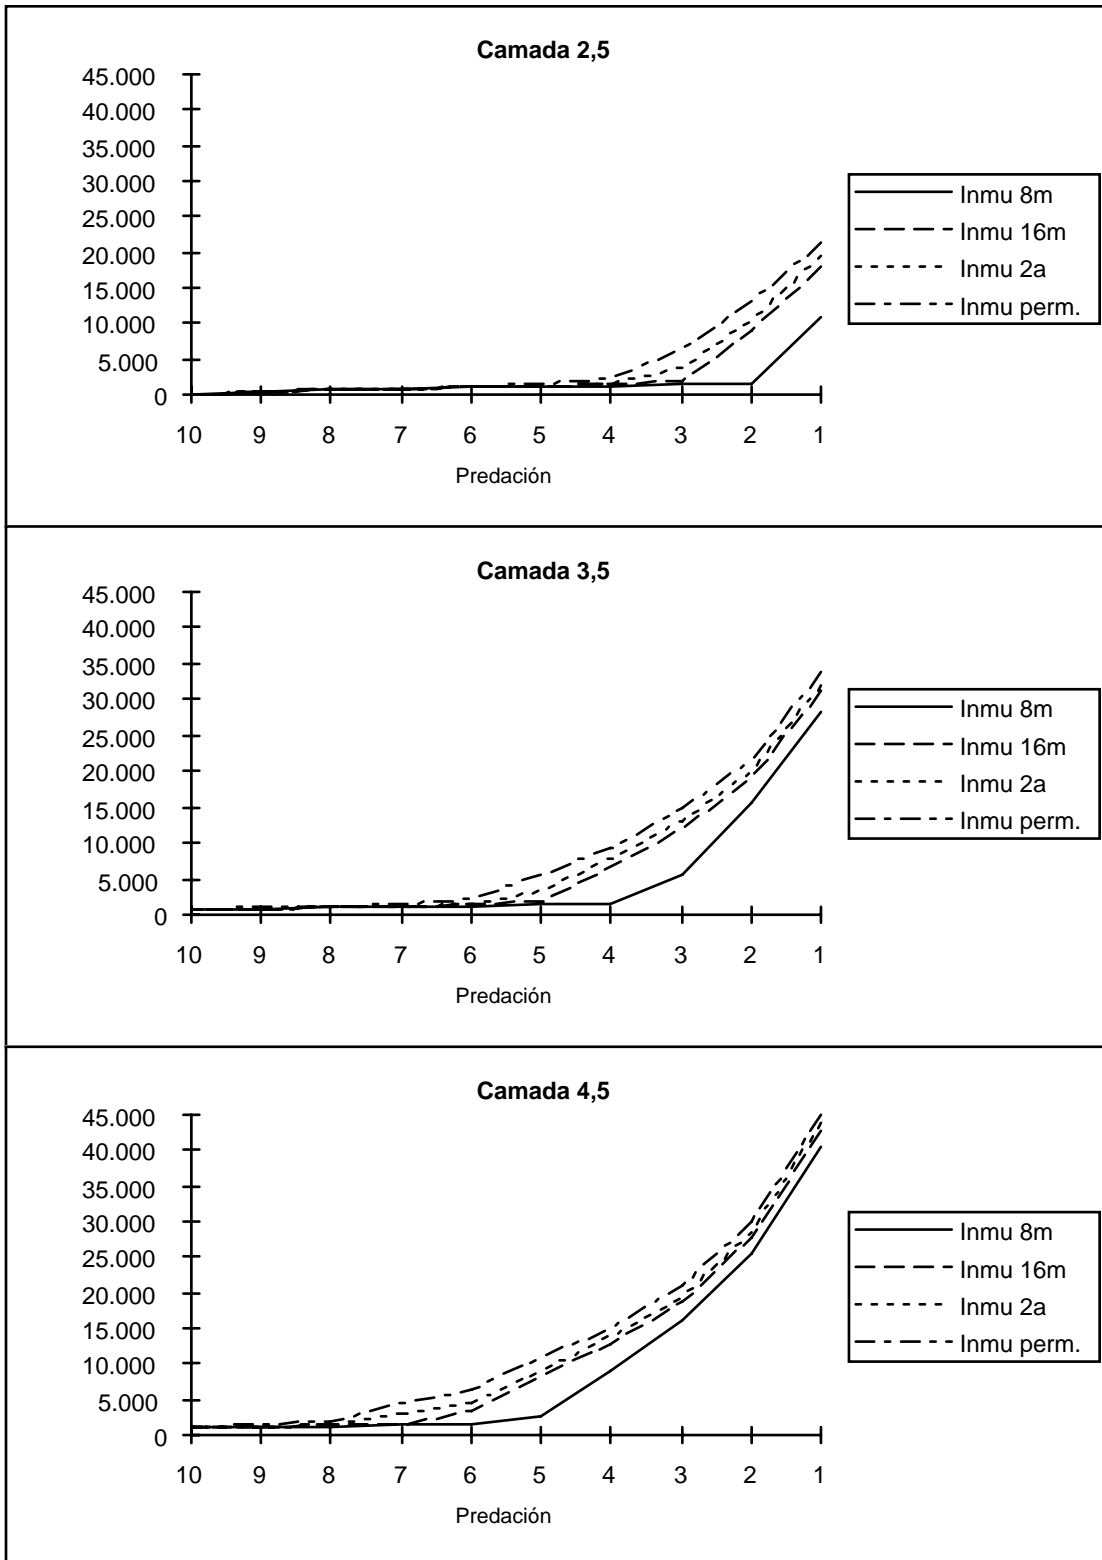 Camada 2,5
45.000
40.000
35.000
30.000
25.000
20.000
15.000
10.000
5.000
0
10 9 8 7 6 5 4 3 2 1
Predación
Inmu 8m
Inmu 16m
Inmu 2a
Inmu perm.
Camada 3,5
45.000
40.000
35.000
30.000
25.000
20.000
15.000
10.000
5.000
0
10 9 8 7 6 5 4 3 2 1
Predación
Inmu 8m
Inmu 16m
Inmu 2a
Inmu perm.
Camada 4,5
45.000
40.000
35.000
30.000
25.000
20.000
15.000
10.000
5.000
0
10 9 8 7 6 5 4 3 2 1
Predación
Inmu 8m
Inmu 16m
Inmu 2a
Inmu perm.